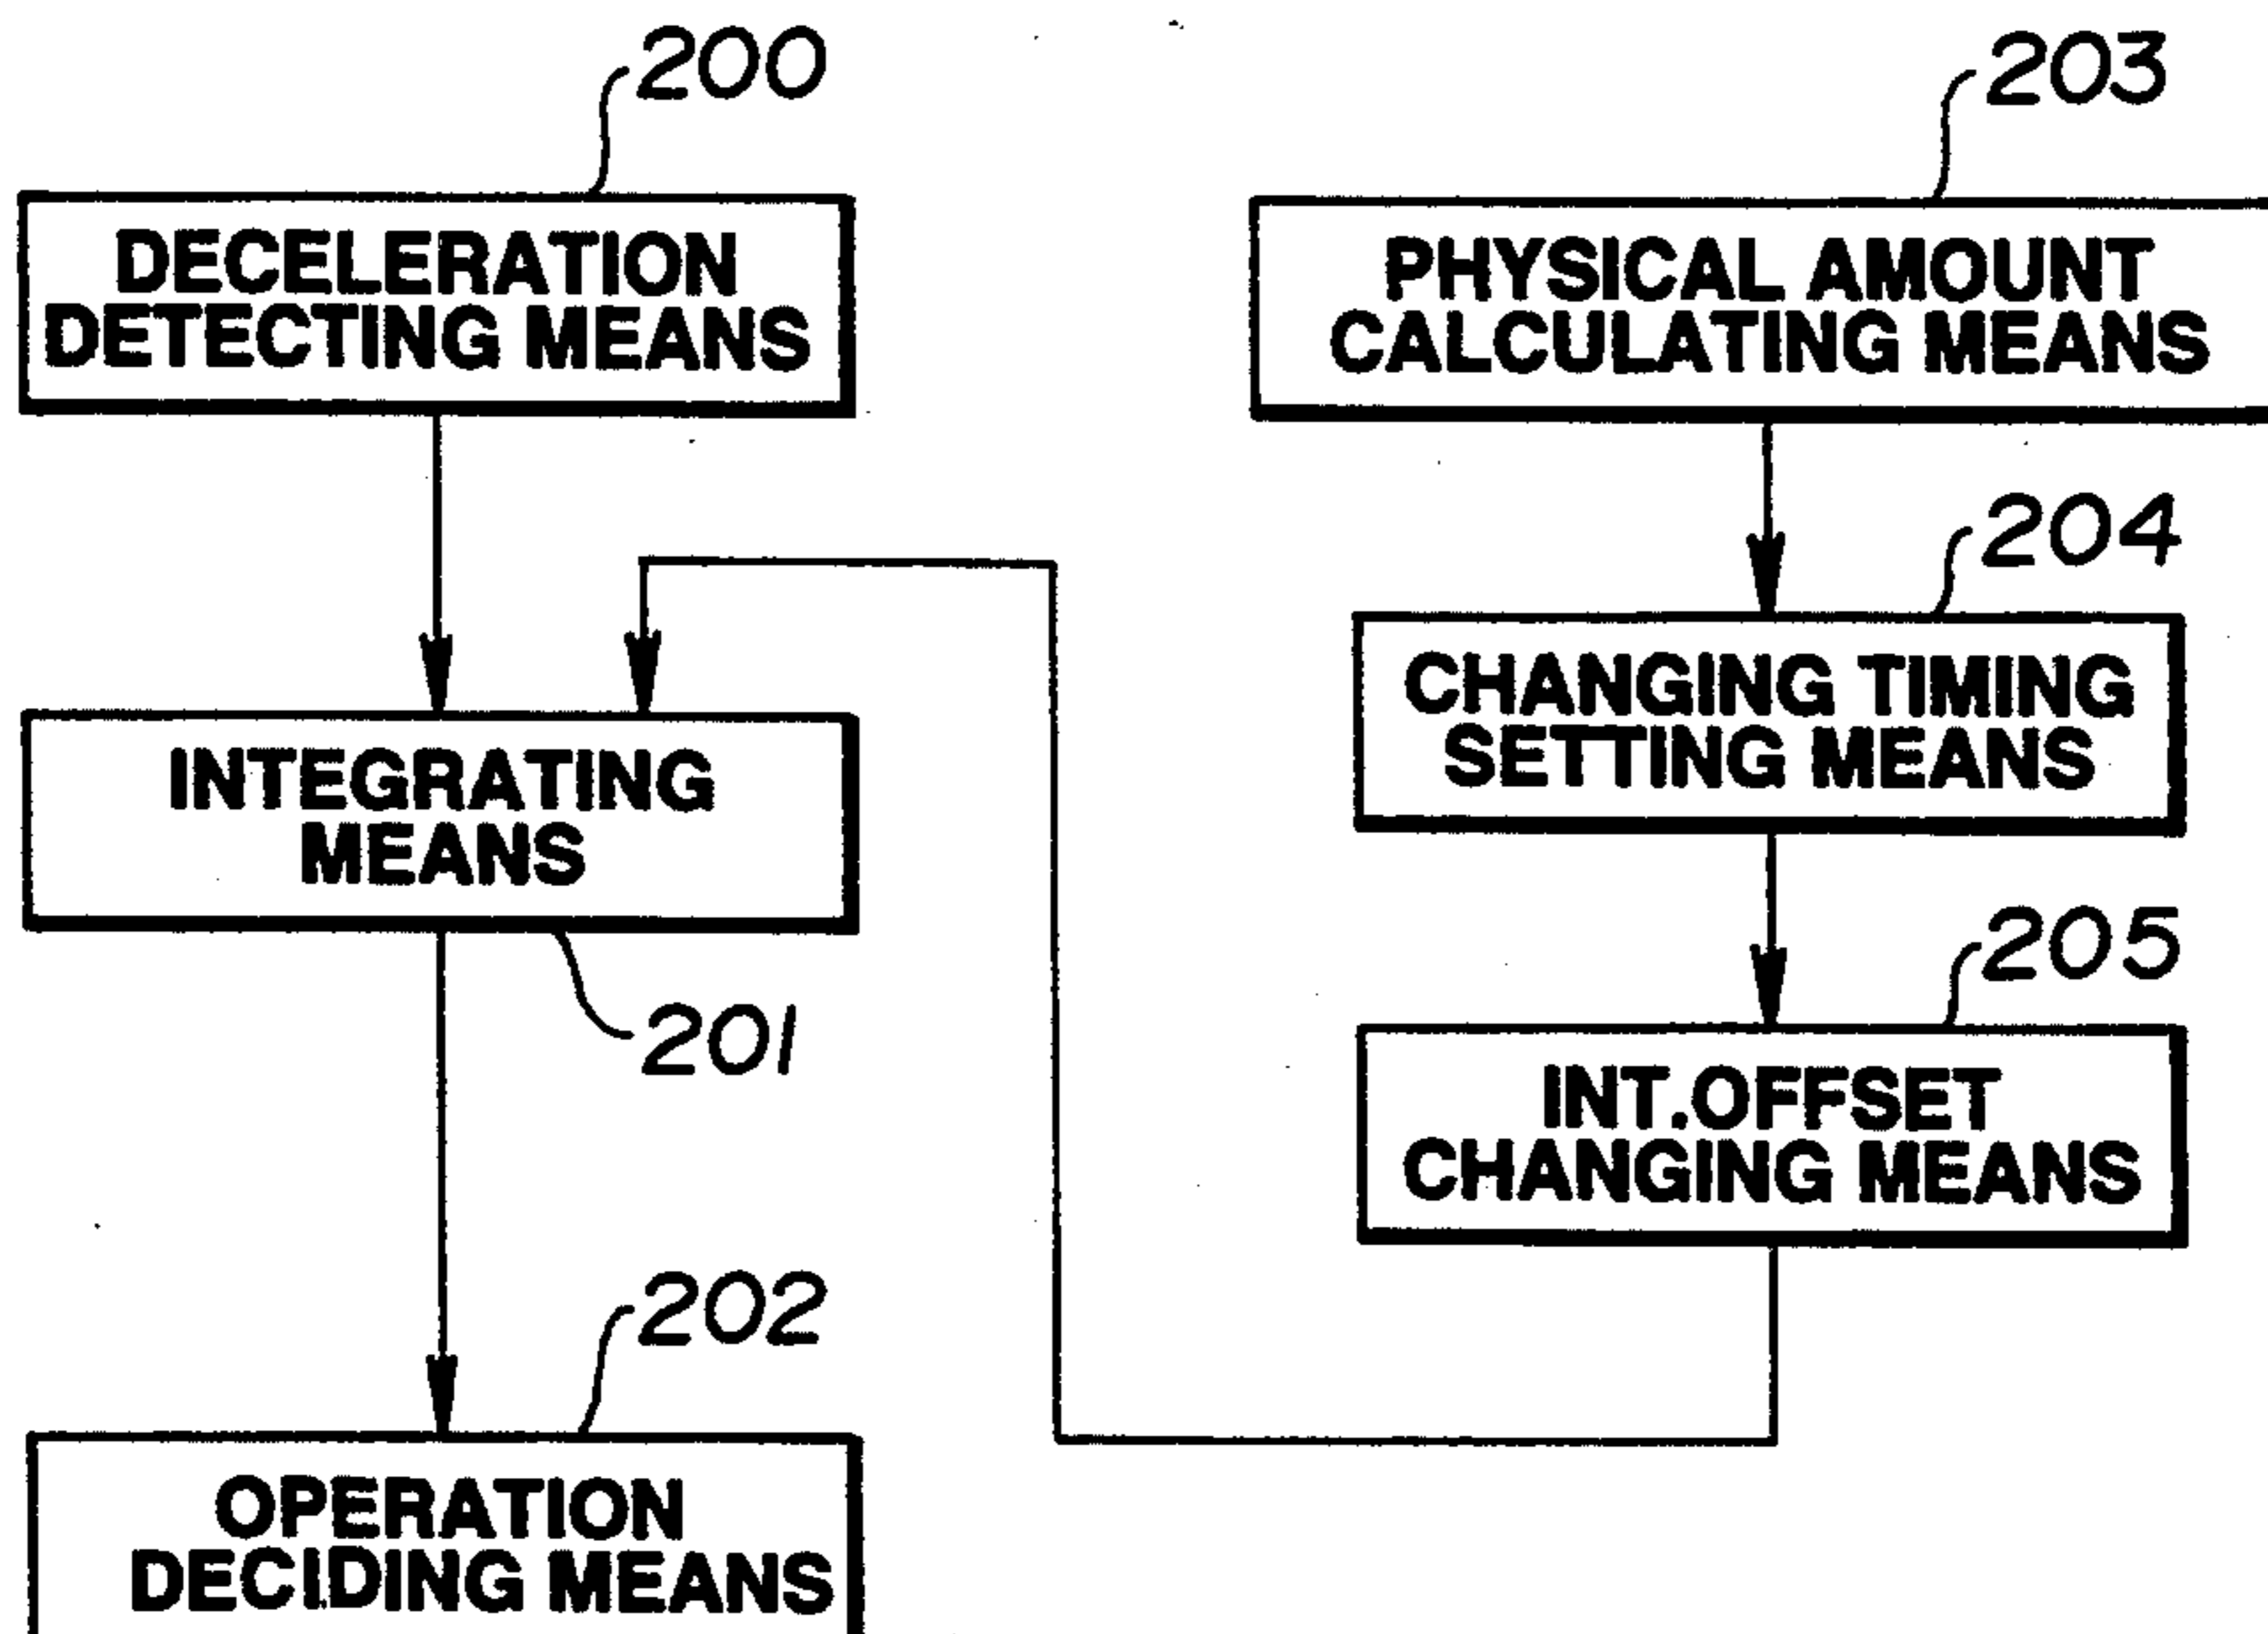 200
DECELERATION
DETECTING MEANS
203
PHYSICAL AMOUNT
CALCULATING MEANS
204
CHANGING TIMING
SETTING MEANS
INTEGRATING
MEANS
201
205
INT.OFFSET
CHANGING MEANS
202
OPERATION
DECIDING MEANS